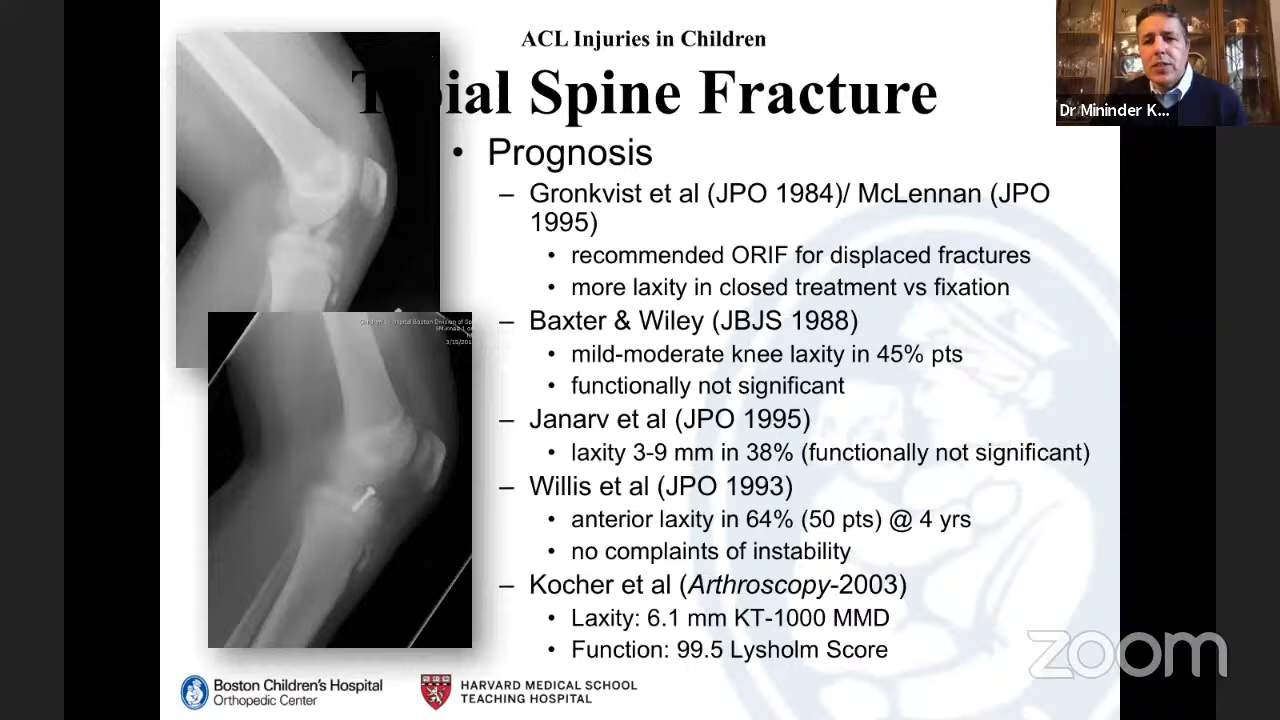 ACL Injuries in Children
Dr Mininder K...
ial Spine Fracture
• Prognosis
– Gronkvist et al (JPO 1984)/ McLennan (JPO
1995)
• recommended ORIF for displaced fractures
• more laxity in closed treatment vs fixation
– Baxter & Wiley (JBJS 1988)
• mild-moderate knee laxity in 45% pts
• functionally not significant
– Janarv et al (JPO 1995)
• laxity 3-9 mm in 38% (functionally not significant)
– Willis et al (JPO 1993)
• anterior laxity in 64% (50 pts) @ 4 yrs
• no complaints of instability
– Kocher et al (Arthroscopy-2003)
• Laxity: 6.1 mm KT-1000 MMD
• Function: 99.5 Lysholm Score
zoom
Boston Children's Hospital
Orthopedic Center
HARVARD MEDICAL SCHOOL
TEACHING HOSPITAL